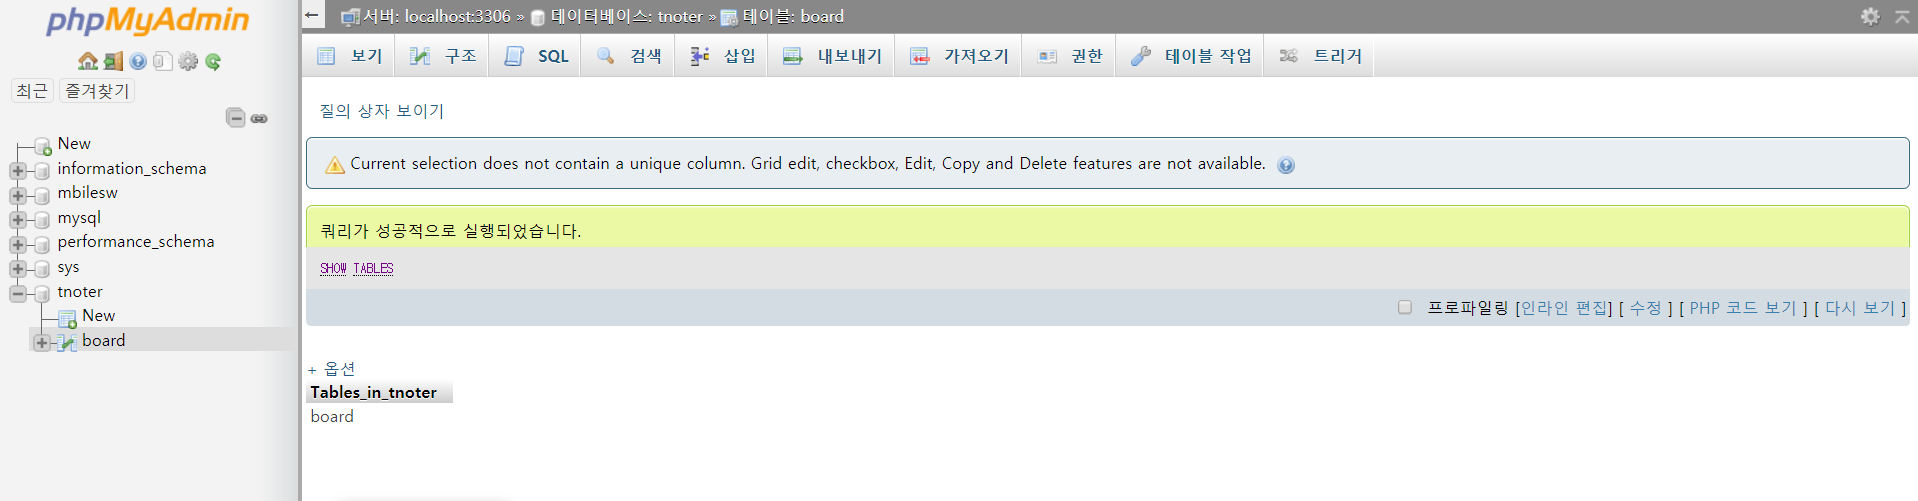 phpMyAdmin
최근 즐겨찾기
New
information_schema
mbilesw
mysql
performance_schema
sys
tnoter
New
board
← 서버: localhost:3306 » 데이터베이스: tnoter » 테이블: board
보기 구조 SQL 검색 삽입 내보내기 가져오기 권한 테이블 작업 트리거
질의 상자 보이기
Current selection does not contain a unique column. Grid edit, checkbox, Edit, Copy and Delete features are not available.
쿼리가 성공적으로 실행되었습니다.
SHOW TABLES
프로파일링 [인라인 편집] [ 수정 ] [ PHP 코드 보기 ] [ 다시 보기 ]
+ 옵션
Tables_in_tnoter
board